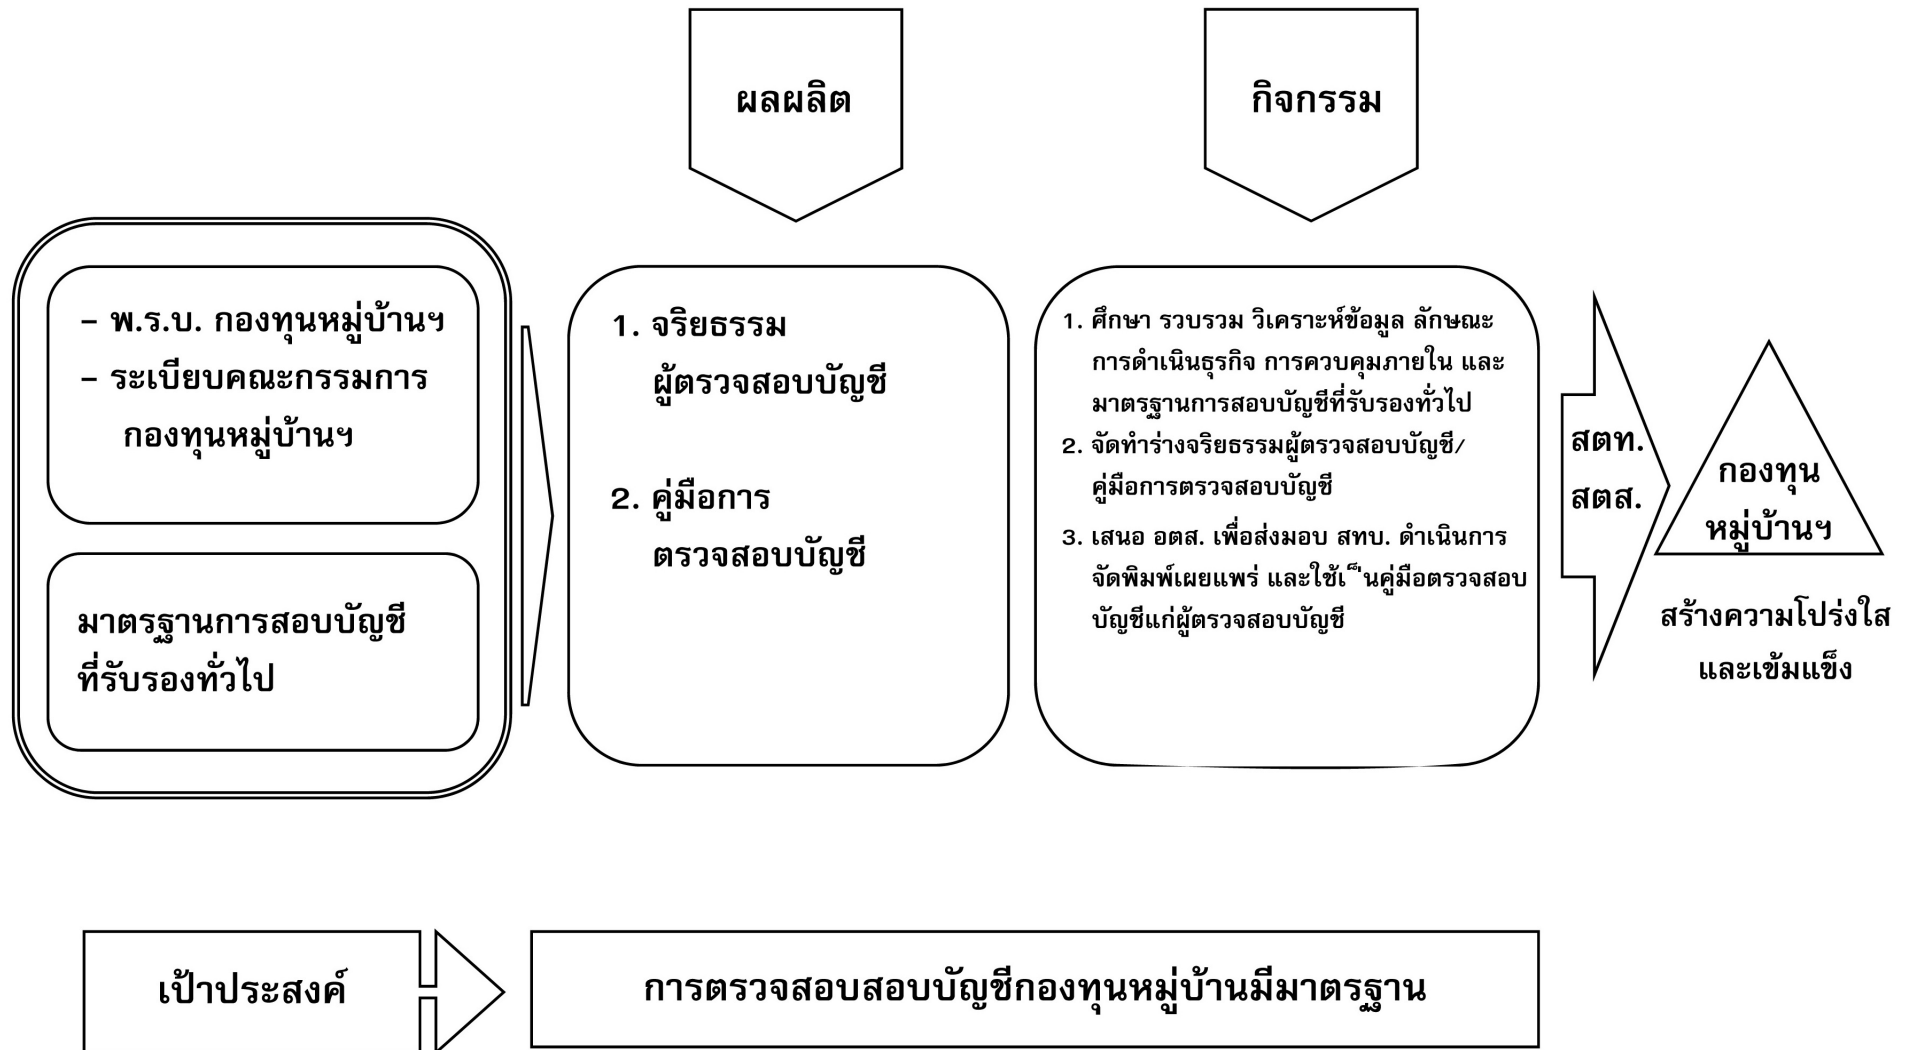 ผลผลิต
กิจกรรม
– พ.ร.บ. กองทุนหมู่บ้านฯ
– ระเบียบคณะกรรมการ
กองทุนหมู่บ้านฯ
มาตรฐานการสอบบัญชี
ที่รับรองทั่วไป
1. จริยธรรม
ผู้ตรวจสอบบัญชี
2. คู่มือการ
ตรวจสอบบัญชี
1. ศึกษา รวบรวม วิเคราะห์ข้อมูล ลักษณะ
การดำเนินธุรกิจ การควบคุมภายใน และ
มาตรฐานการสอบบัญชีที่รับรองทั่วไป
2. จัดทำร่างจริยธรรมผู้ตรวจสอบบัญชี/
คู่มือการตรวจสอบบัญชี
3. เสนอ อตส. เพื่อส่งมอบ สทบ. ดำเนินการ
จัดพิมพ์เผยแพร่ และใช้ คู่มือตรวจสอบ
บัญชีแก่ผู้ตรวจสอบบัญชี
สตท.
สตส.
กองทุน
หมู่บ้านฯ
สร้างความโปร่งใส
และเข้มแข็ง
เป้าประสงค์
การตรวจสอบสอบบัญชีกองทุนหมู่บ้านมีมาตรฐาน